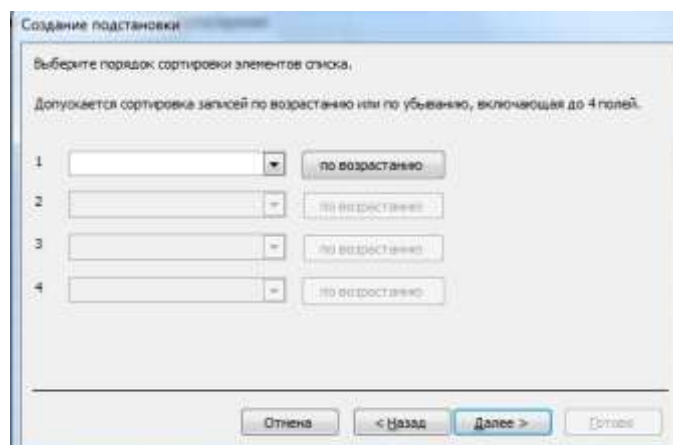 Создание подстановки
Выберите порядок сортировки элементов списка.
Допускается сортировка записей по возрастанию или по убыванию, включающая до 4 полей.
1 по возрастанию
2 по возрастанию
3 по возрастанию
4 по возрастанию
Отмена < Назад Далее > Готово